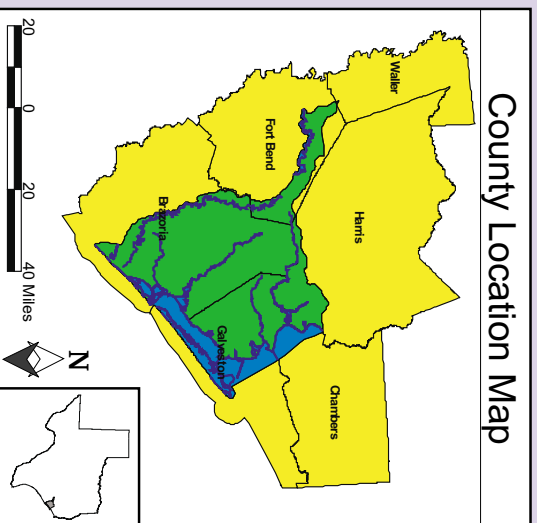 County Location Map
Waller
Harris
Fort Bend
Brazoria
Galveston
Chambers
20 0 20 40 Miles
N